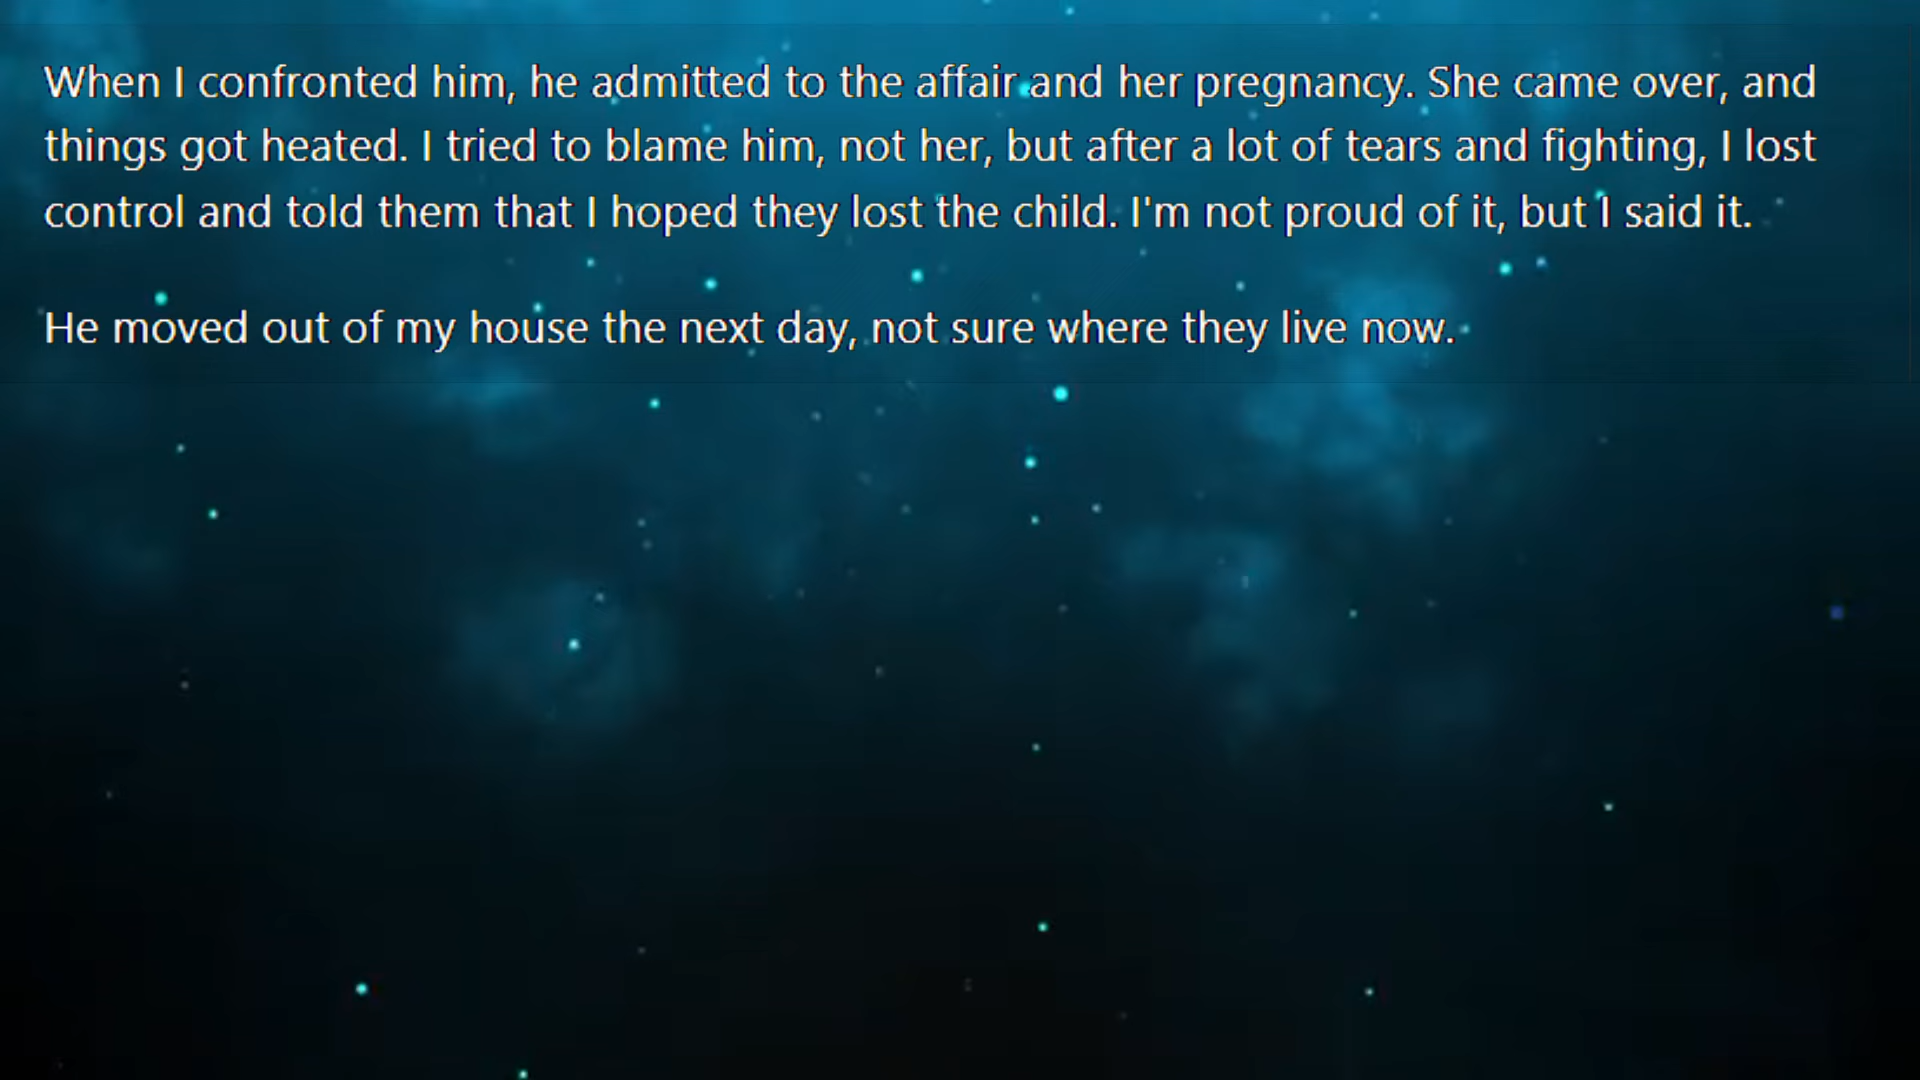 When I confronted him, he admitted to the affair and her pregnancy. She came over, and
things got heated. I tried to blame him, not her, but after a lot of tears and fighting, I lost
control and told them that I hoped they lost the child. I'm not proud of it, but I said it.
He moved out of my house the next day, not sure where they live now.